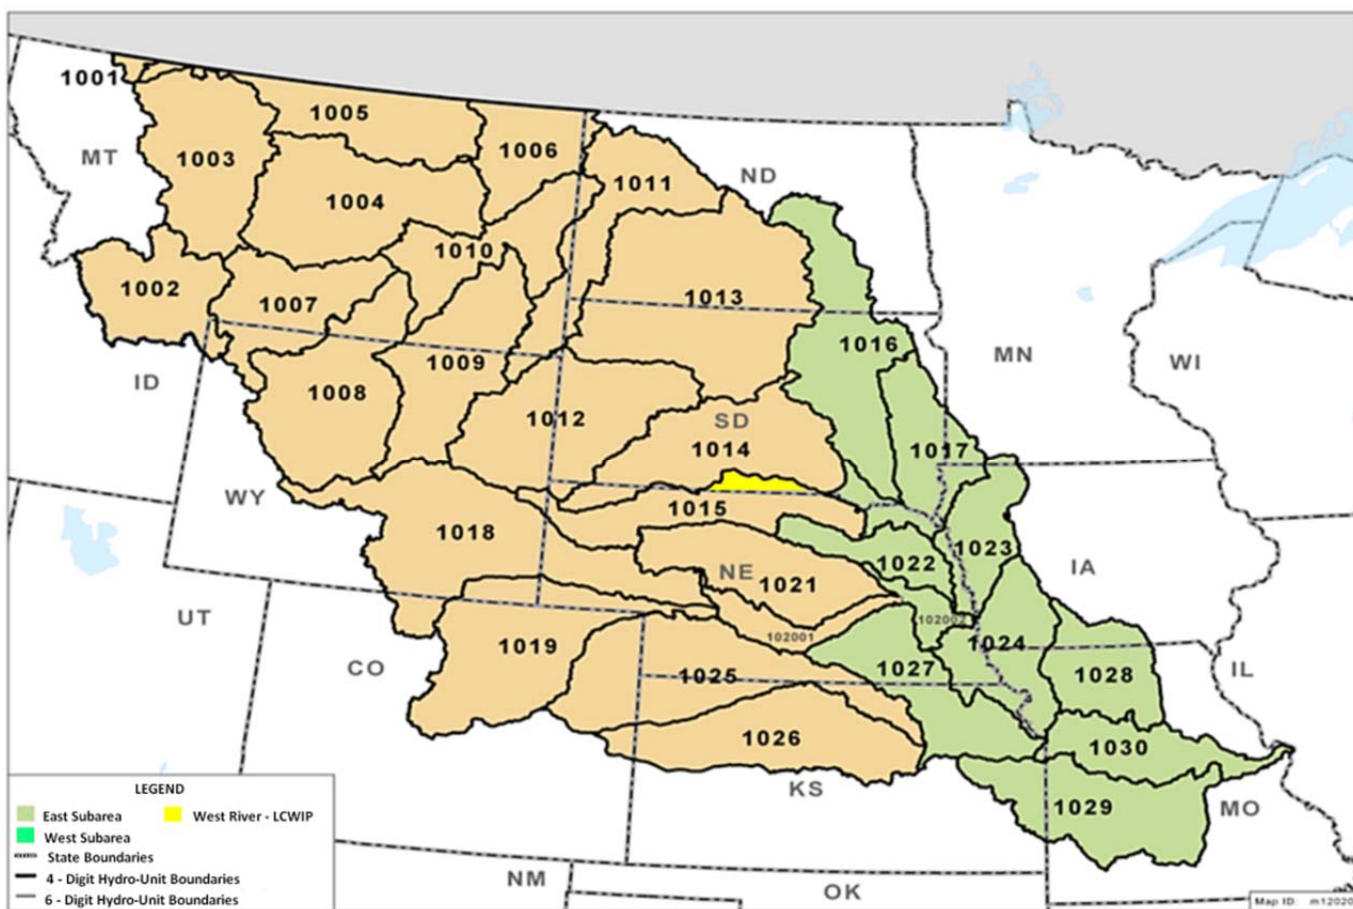 1001
1005
1006
MT
1003
ND
1011
1004
1010
1002
1007
1013
1016
MN
WI
ID
1009
1008
1012
SD
1014
1017
WY
1015
1018
1022
1023
IA
NE
1021
UT
102002
102001
1024
1019
CO
1025
1027
1028
IL
1026
1030
KS
1029
MO
NM
OK
LEGEND
East Subarea West River - LCWIP
West Subarea
State Boundaries
4 - Digit Hydro-Unit Boundaries
6 - Digit Hydro-Unit Boundaries
Map ID: m12020